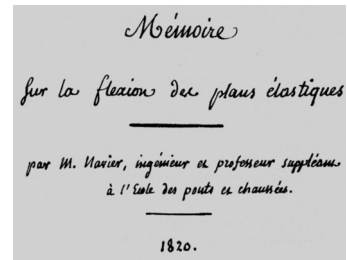 Mémoire
sur la flexion des plans élastiques
par M. Navier, ingénieur et professeur suppléant
à l'Ecole des ponts et chaussées.
1820.